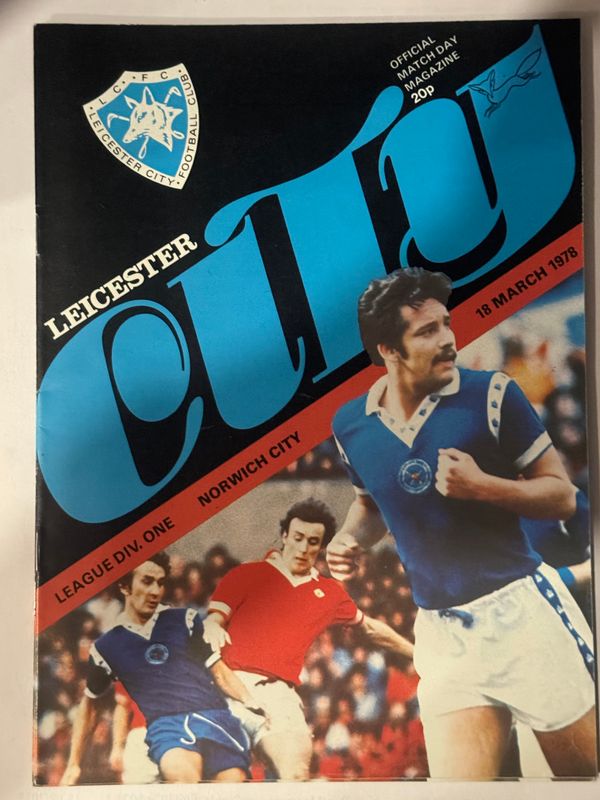 L·C·F·C
LEICESTER CITY · FOOTBALL CLUB
OFFICIAL
MATCH DAY
MAGAZINE
20p
LEICESTER
CITY
LEAGUE DIV. ONE NORWICH CITY 18 MARCH 1978